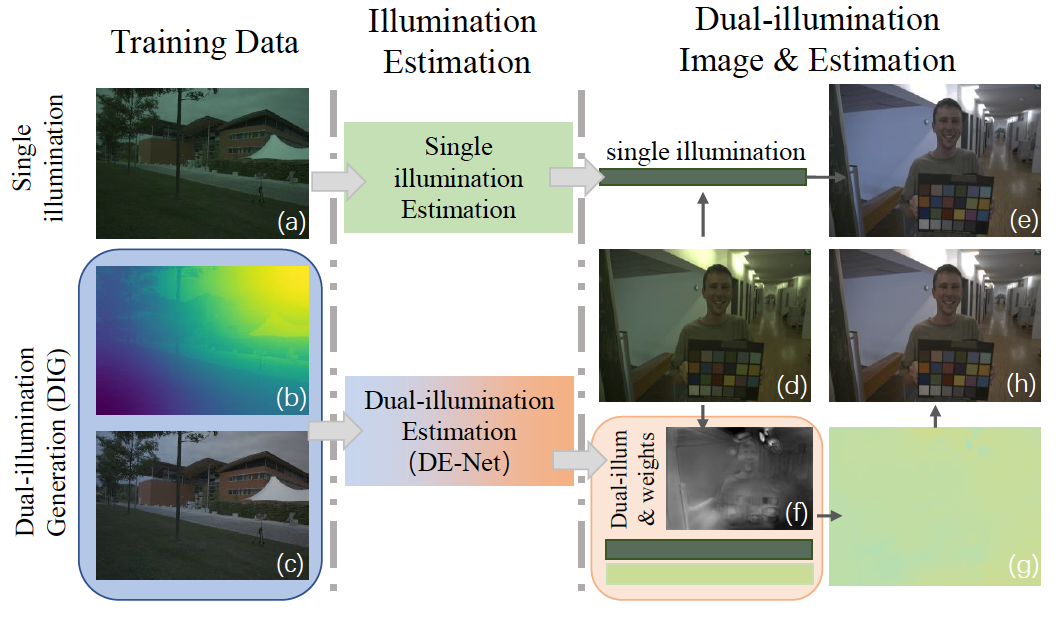 Training Data
Illumination
Estimation
Dual-illumination
Image & Estimation
Single
illumination
(a)
Single
illumination
Estimation
single illumination
(e)
Dual-illumination
Generation (DIG)
(b)
(c)
Dual-illumination
Estimation
(DE-Net)
(d)
(h)
Dual-illum
& weights
(f)
(g)